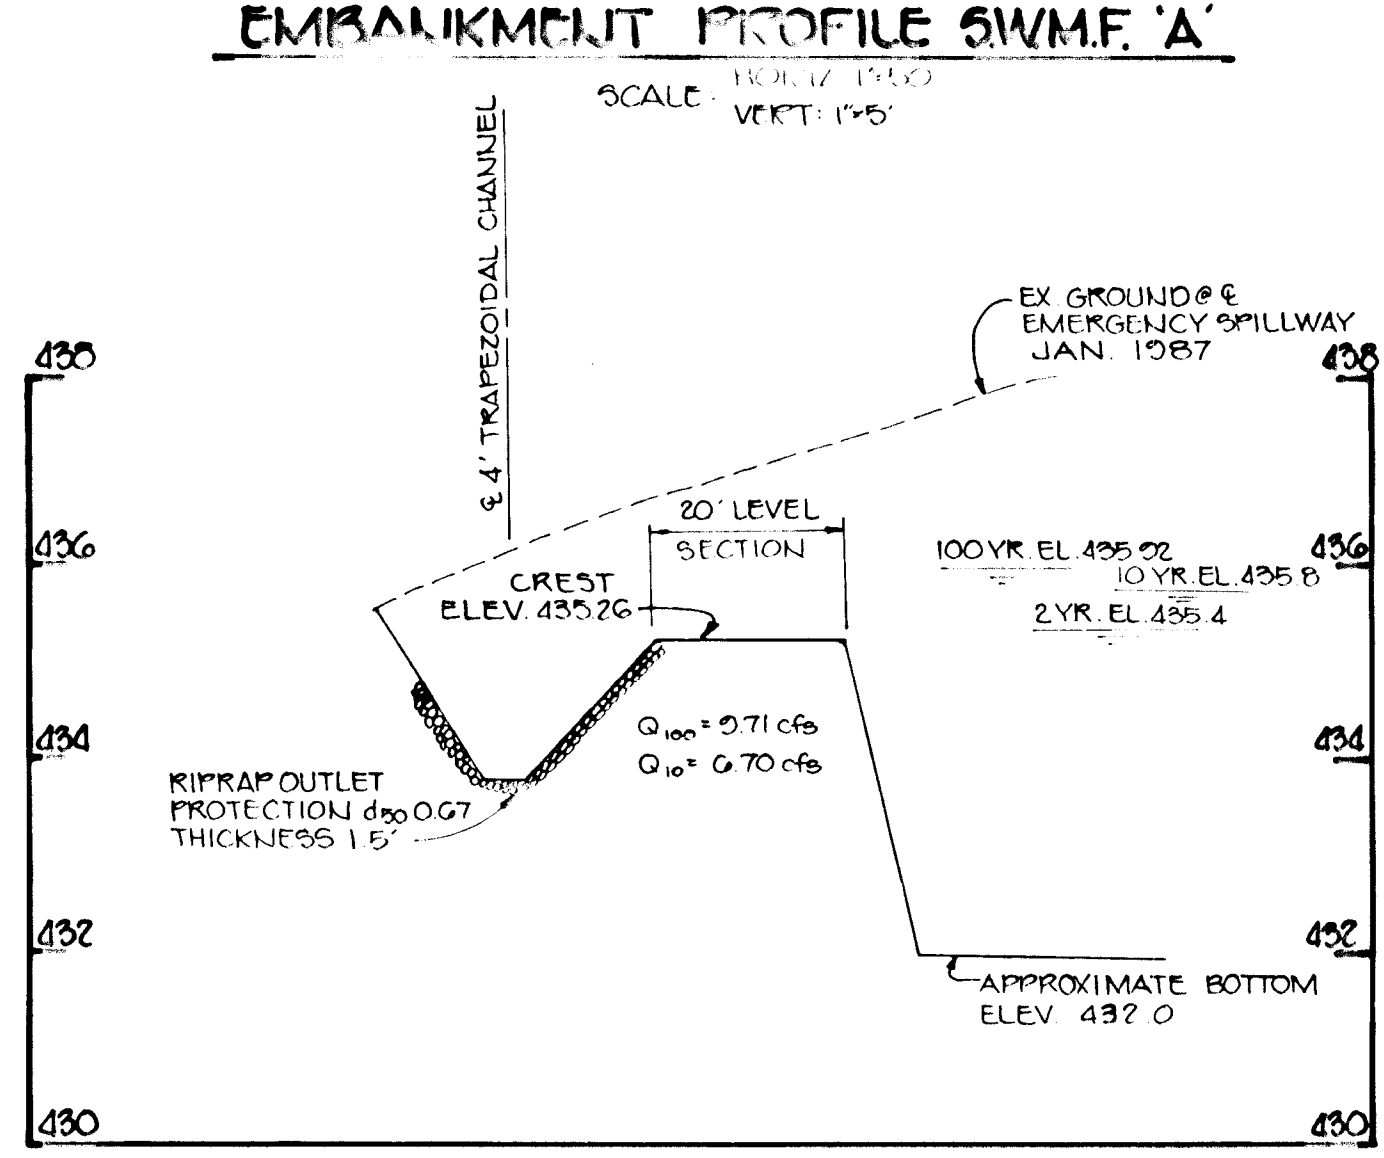 EMBANKMENT PROFILE S.W.M.F. 'A'
SCALE: HORIZ 1"=50
VERT: 1"=5'
℄ 4' TRAPEZOIDAL CHANNEL
EX. GROUND @ ℄
EMERGENCY SPILLWAY
JAN. 1987
438
438
20' LEVEL
SECTION
436
436
100 YR. EL. 435.92
10 YR. EL. 435.8
2 YR. EL. 435.4
CREST
ELEV. 435.26
Q100 = 9.71 cfs
Q10 = 6.70 cfs
434
434
RIPRAP OUTLET
PROTECTION d50 0.67
THICKNESS 1.5'
432
432
APPROXIMATE BOTTOM
ELEV. 432.0
430
430